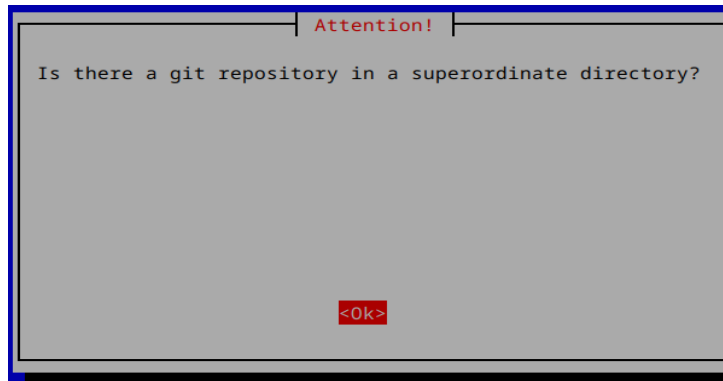 Attention!
Is there a git repository in a superordinate directory?
<Ok>